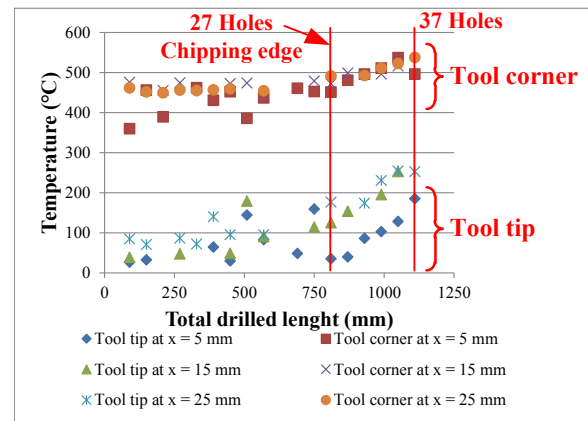 27 Holes
37 Holes
Chipping edge
600
500
400
300
200
100
0
Temperature (°C)
Tool corner
Tool tip
0
250
500
750
1000
1250
Total drilled lenght (mm)
Tool tip at x = 5 mm
Tool corner at x = 5 mm
Tool tip at x = 15 mm
Tool corner at x = 15 mm
Tool tip at x = 25 mm
Tool corner at x = 25 mm